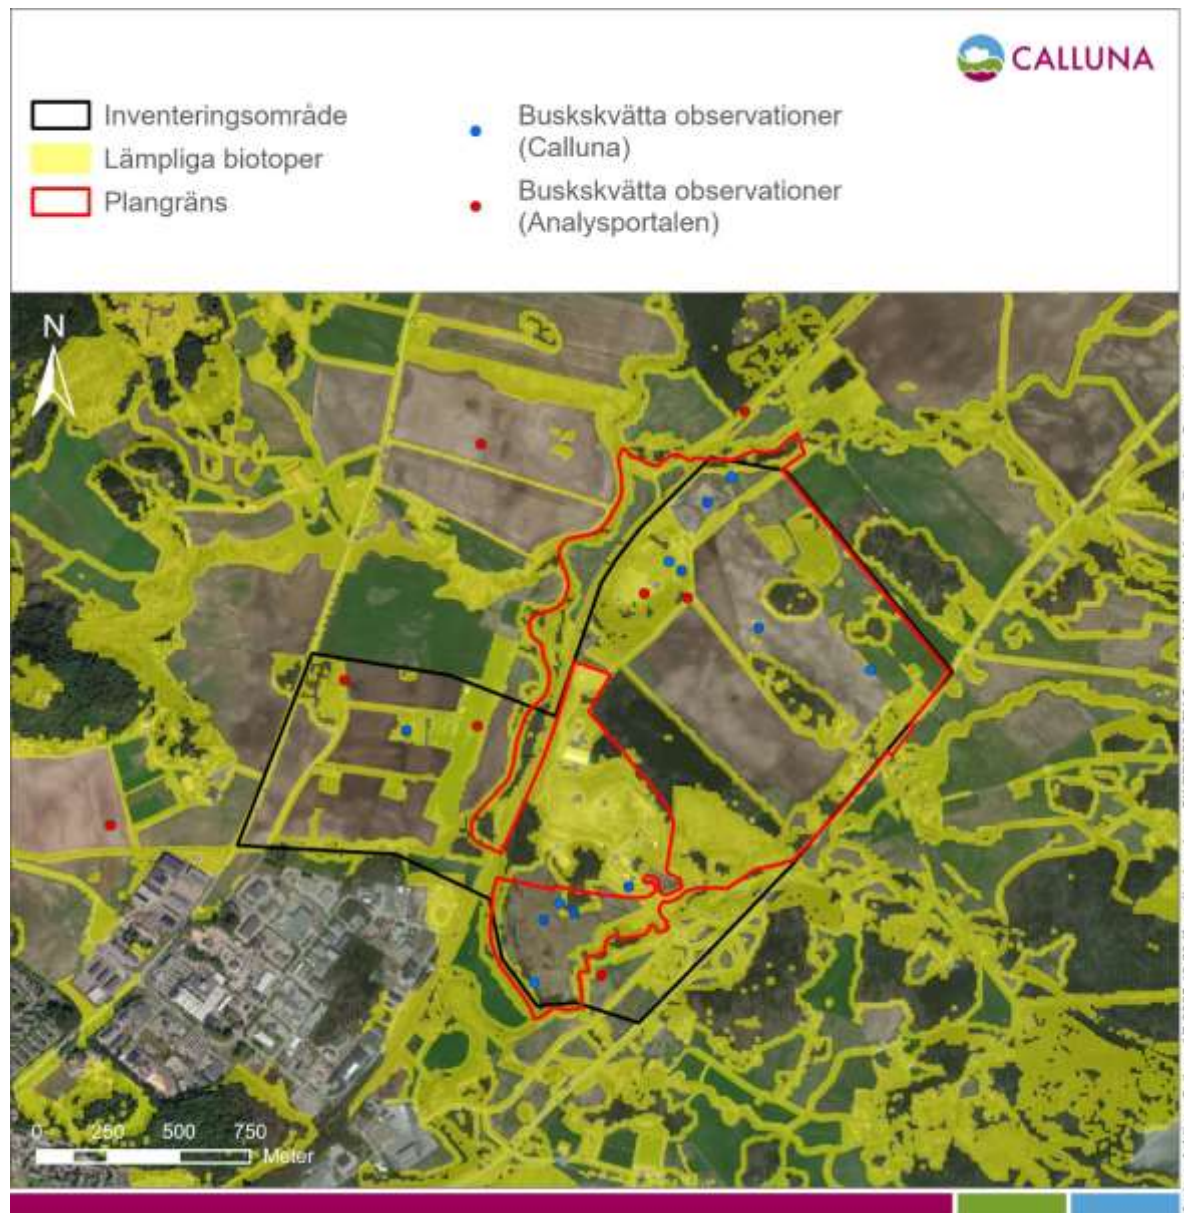 CALLUNA
Inventeringsområde
Lämpliga biotoper
Plangräns
Buskskvätta observationer
(Calluna)
Buskskvätta observationer
(Analysportalen)
N
0 250 500 750
Meter